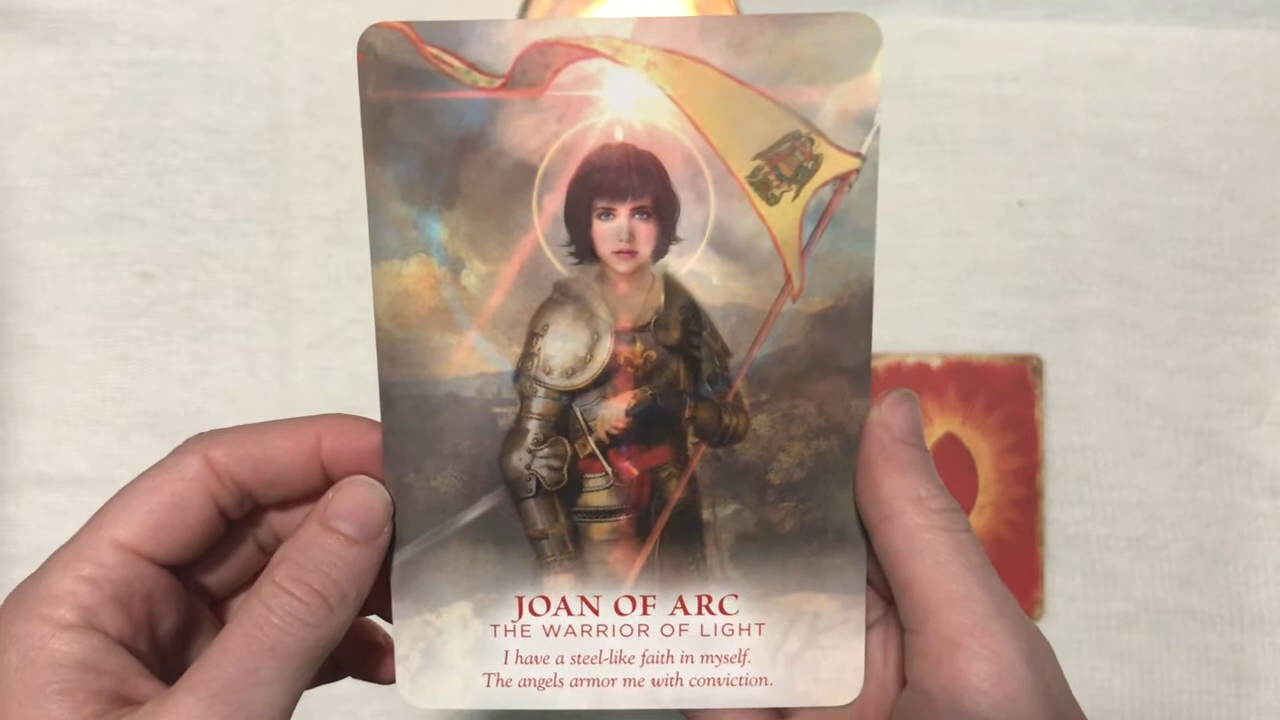 JOAN OF ARC
THE WARRIOR OF LIGHT
I have a steel-like faith in myself.
The angels armor me with conviction.